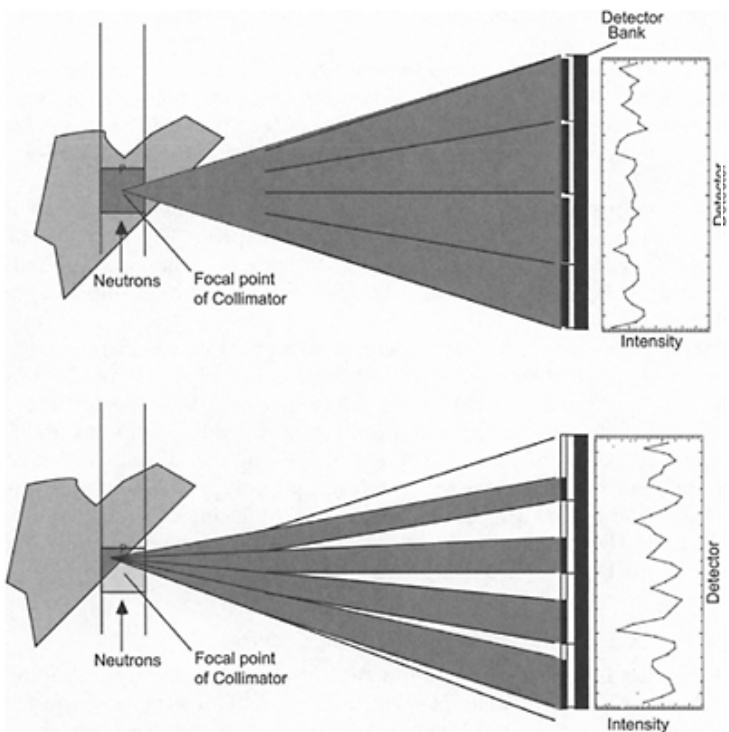 Detector
Bank
P
Detector
Neutrons
Focal point
of Collimator
Intensity
P
Detector
Neutrons
Focal point
of Collimator
Intensity